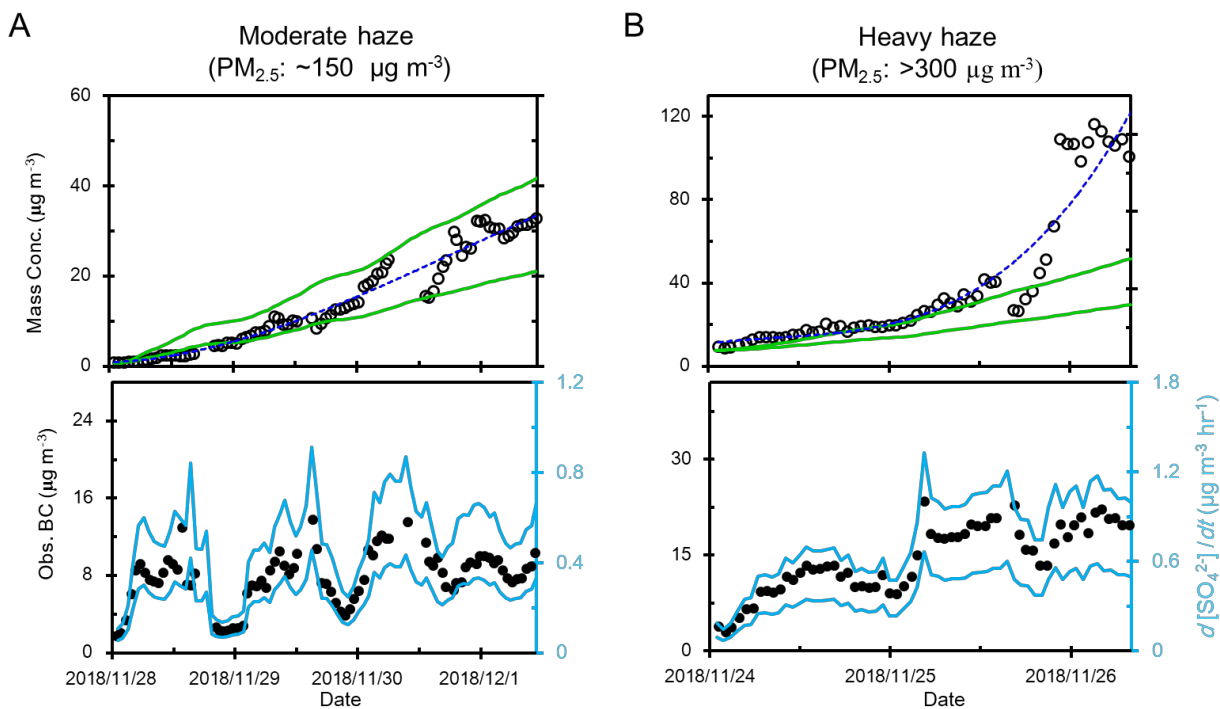 A
Moderate haze
(PM2.5: ~150 μg m-3)
B
Heavy haze
(PM2.5: >300 μg m-3)
Mass Conc. (μg m-3)
60
40
20
0
120
80
40
0
Obs. BC (μg m-3)
24
16
8
0
1.2
0.8
0.4
0
45
30
15
0
1.8
1.2
0.6
0
d [SO42+]/dt (μg m-3 hr-1)
2018/11/28
2018/11/29
2018/11/30
2018/12/1
Date
2018/11/24
2018/11/25
2018/11/26
Date